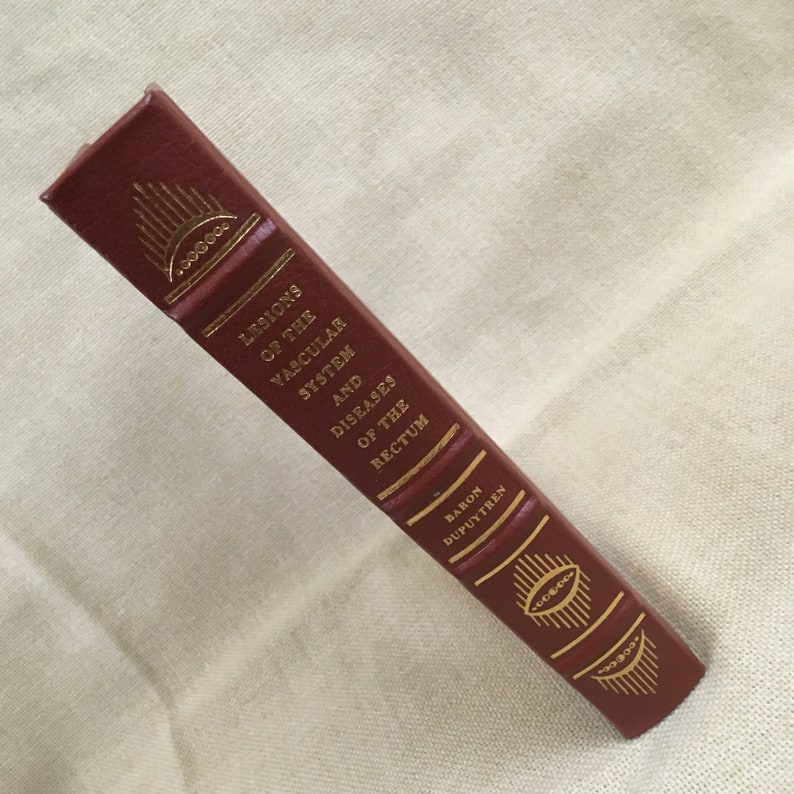 LESIONS
OF THE
VASCULAR
SYSTEM
AND
DISEASES
OF THE
RECTUM
BARON
DUPUYTREN